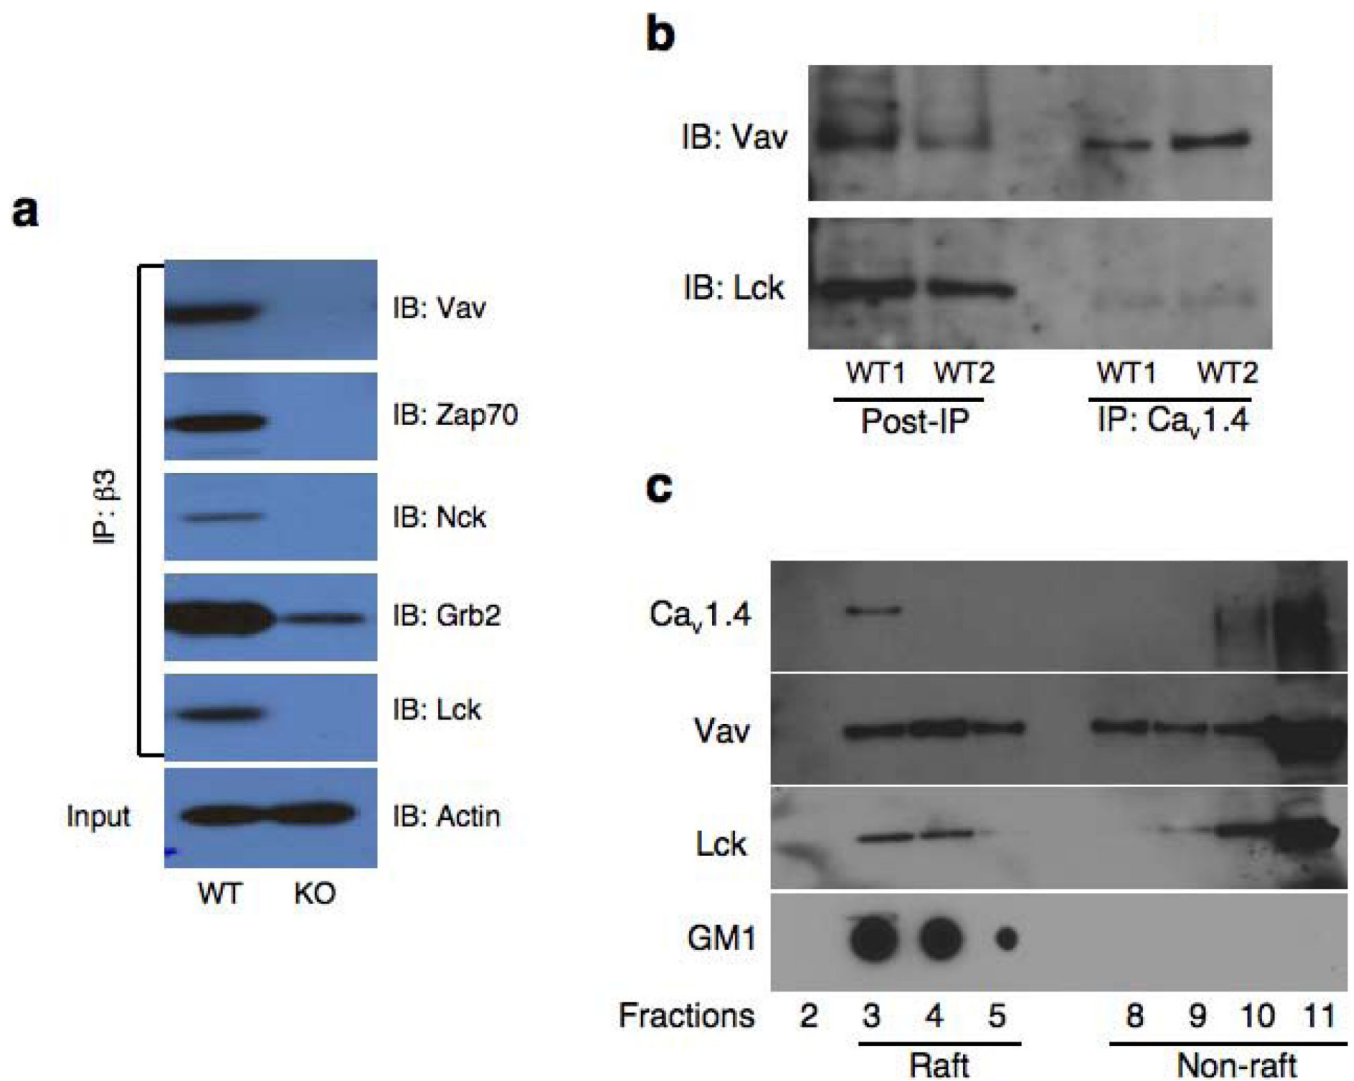 a
IP: β3
IB: Vav
IB: Zap70
IB: Nck
IB: Grb2
IB: Lck
Input
IB: Actin
WT KO
b
IB: Vav
IB: Lck
WT1 WT2 WT1 WT2
Post-IP IP: Cav1.4
c
Cav1.4
Vav
Lck
GM1
Fractions 2 3 4 5 8 9 10 11
Raft Non-raft